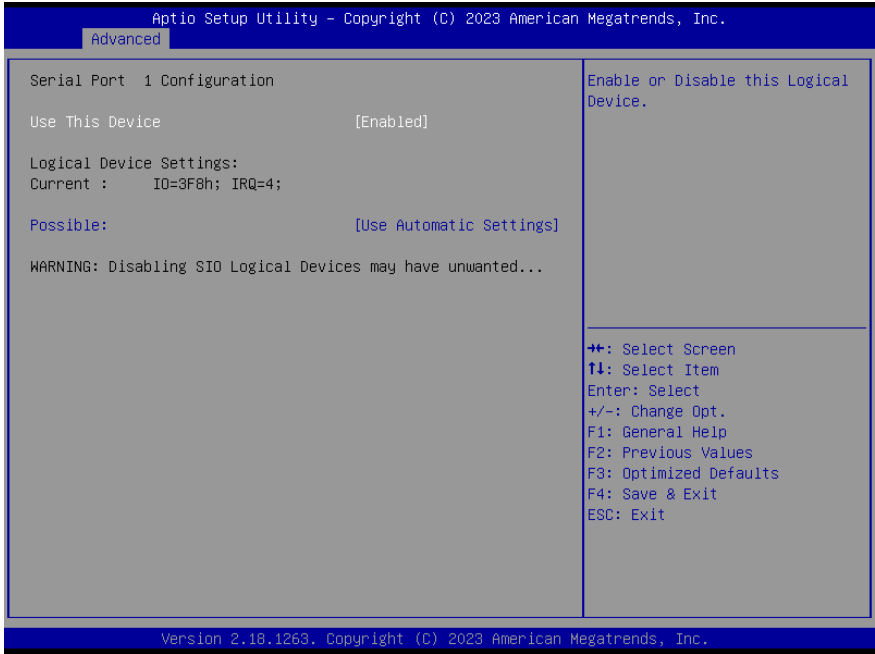 Aptio Setup Utility – Copyright (C) 2023 American Megatrends, Inc.
Advanced
Serial Port  1 Configuration
Use This Device [Enabled]
Logical Device Settings:
Current : IO=3F8h; IRQ=4;
Possible: [Use Automatic Settings]
WARNING: Disabling SIO Logical Devices may have unwanted...
Enable or Disable this Logical
Device.
→←: Select Screen
↑↓: Select Item
Enter: Select
+/-: Change Opt.
F1: General Help
F2: Previous Values
F3: Optimized Defaults
F4: Save & Exit
ESC: Exit
Version 2.18.1263. Copyright (C) 2023 American Megatrends, Inc.